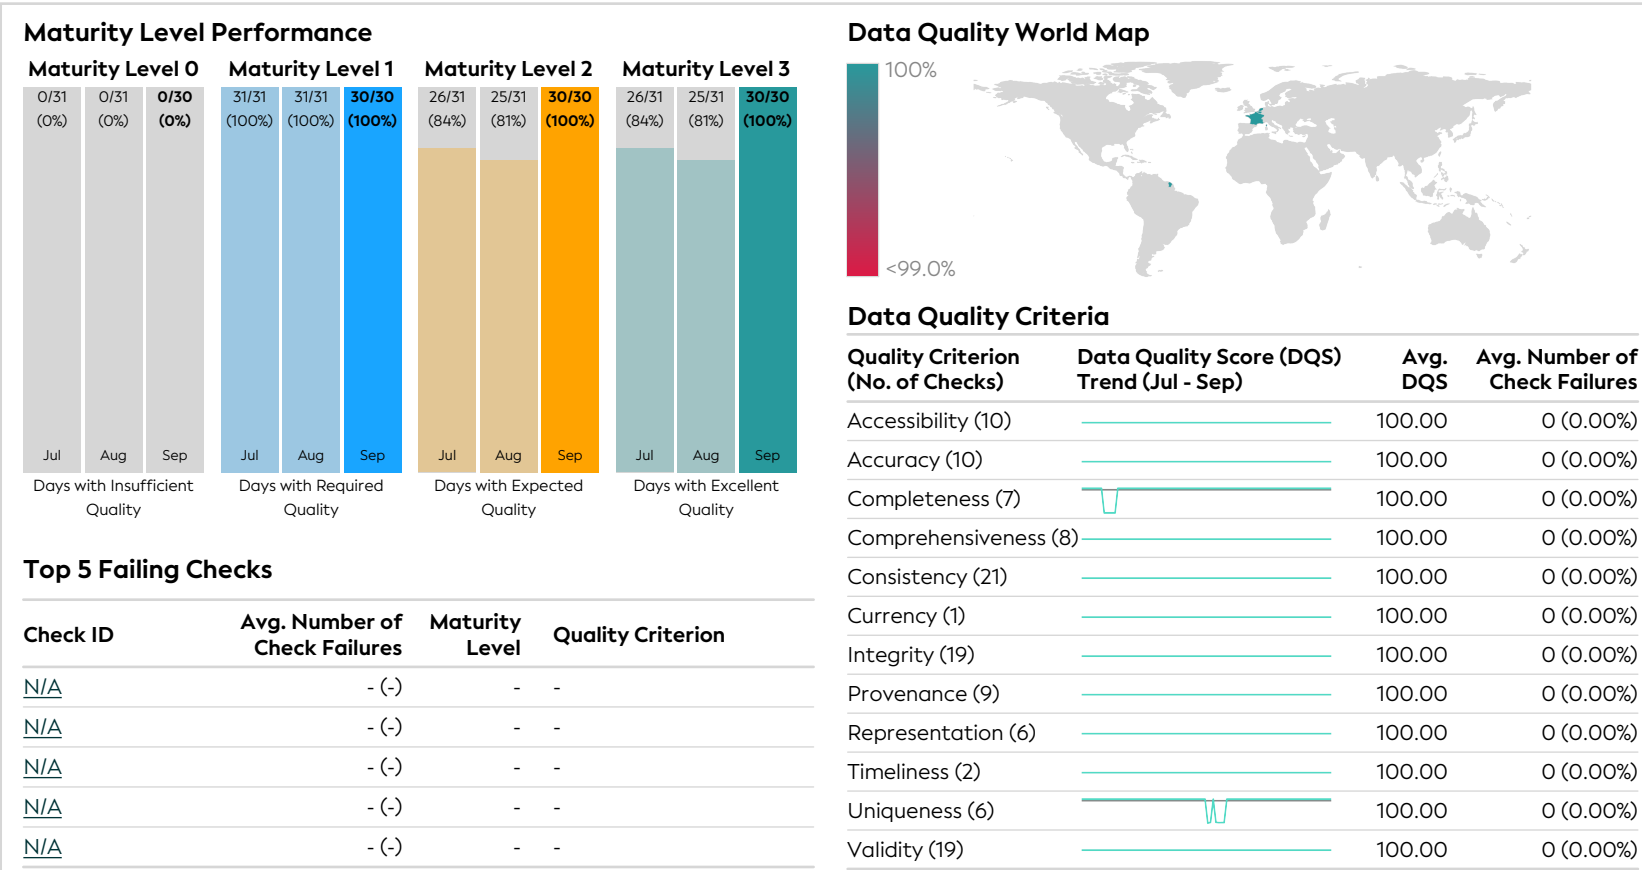 Maturity Level Performance
Maturity Level 0 Maturity Level 1 Maturity Level 2 Maturity Level 3
0/31 0/31 0/30 31/31 31/31 30/30 26/31 25/31 30/30 26/31 25/31 30/30
(0%) (0%) (0%) (100%) (100%) (100%) (84%) (81%) (100%) (84%) (81%) (100%)
Jul Aug Sep Jul Aug Sep Jul Aug Sep Jul Aug Sep
Days with Insufficient Days with Required Days with Expected Days with Excellent
Quality Quality Quality Quality
Top 5 Failing Checks
Check ID Avg. Number of Maturity Quality Criterion
Check Failures Level
N/A - (-) - -
N/A - (-) - -
N/A - (-) - -
N/A - (-) - -
N/A - (-) - -
Data Quality World Map
100%
<99.0%
Data Quality Criteria
Quality Criterion Data Quality Score (DQS) Avg. Avg. Number of
(No. of Checks) Trend (Jul - Sep) DQS Check Failures
Accessibility (10) 100.00 0 (0.00%)
Accuracy (10) 100.00 0 (0.00%)
Completeness (7) 100.00 0 (0.00%)
Comprehensiveness (8) 100.00 0 (0.00%)
Consistency (21) 100.00 0 (0.00%)
Currency (1) 100.00 0 (0.00%)
Integrity (19) 100.00 0 (0.00%)
Provenance (9) 100.00 0 (0.00%)
Representation (6) 100.00 0 (0.00%)
Timeliness (2) 100.00 0 (0.00%)
Uniqueness (6) 100.00 0 (0.00%)
Validity (19) 100.00 0 (0.00%)